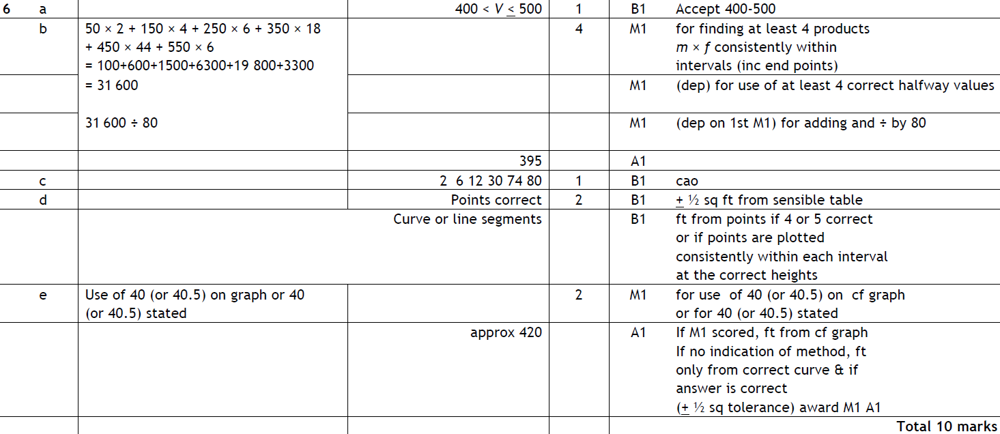 6 a 400 < V ≤ 500 1 B1 Accept 400-500
b 50 × 2 + 150 × 4 + 250 × 6 + 350 × 18 4 M1 for finding at least 4 products
+ 450 × 44 + 550 × 6 m × f consistently within
= 100+600+1500+6300+19 800+3300 intervals (inc end points)
= 31 600 M1 (dep) for use of at least 4 correct halfway values
31 600 ÷ 80 M1 (dep on 1st M1) for adding and ÷ by 80
395 A1
c 2 6 12 30 74 80 1 B1 cao
d Points correct 2 B1 ± ½ sq ft from sensible table
Curve or line segments B1 ft from points if 4 or 5 correct
or if points are plotted
consistently within each interval
at the correct heights
e Use of 40 (or 40.5) on graph or 40 2 M1 for use of 40 (or 40.5) on cf graph
(or 40.5) stated or for 40 (or 40.5) stated
approx 420 A1 If M1 scored, ft from cf graph
If no indication of method, ft
only from correct curve & if
answer is correct
(± ½ sq tolerance) award M1 A1
Total 10 marks